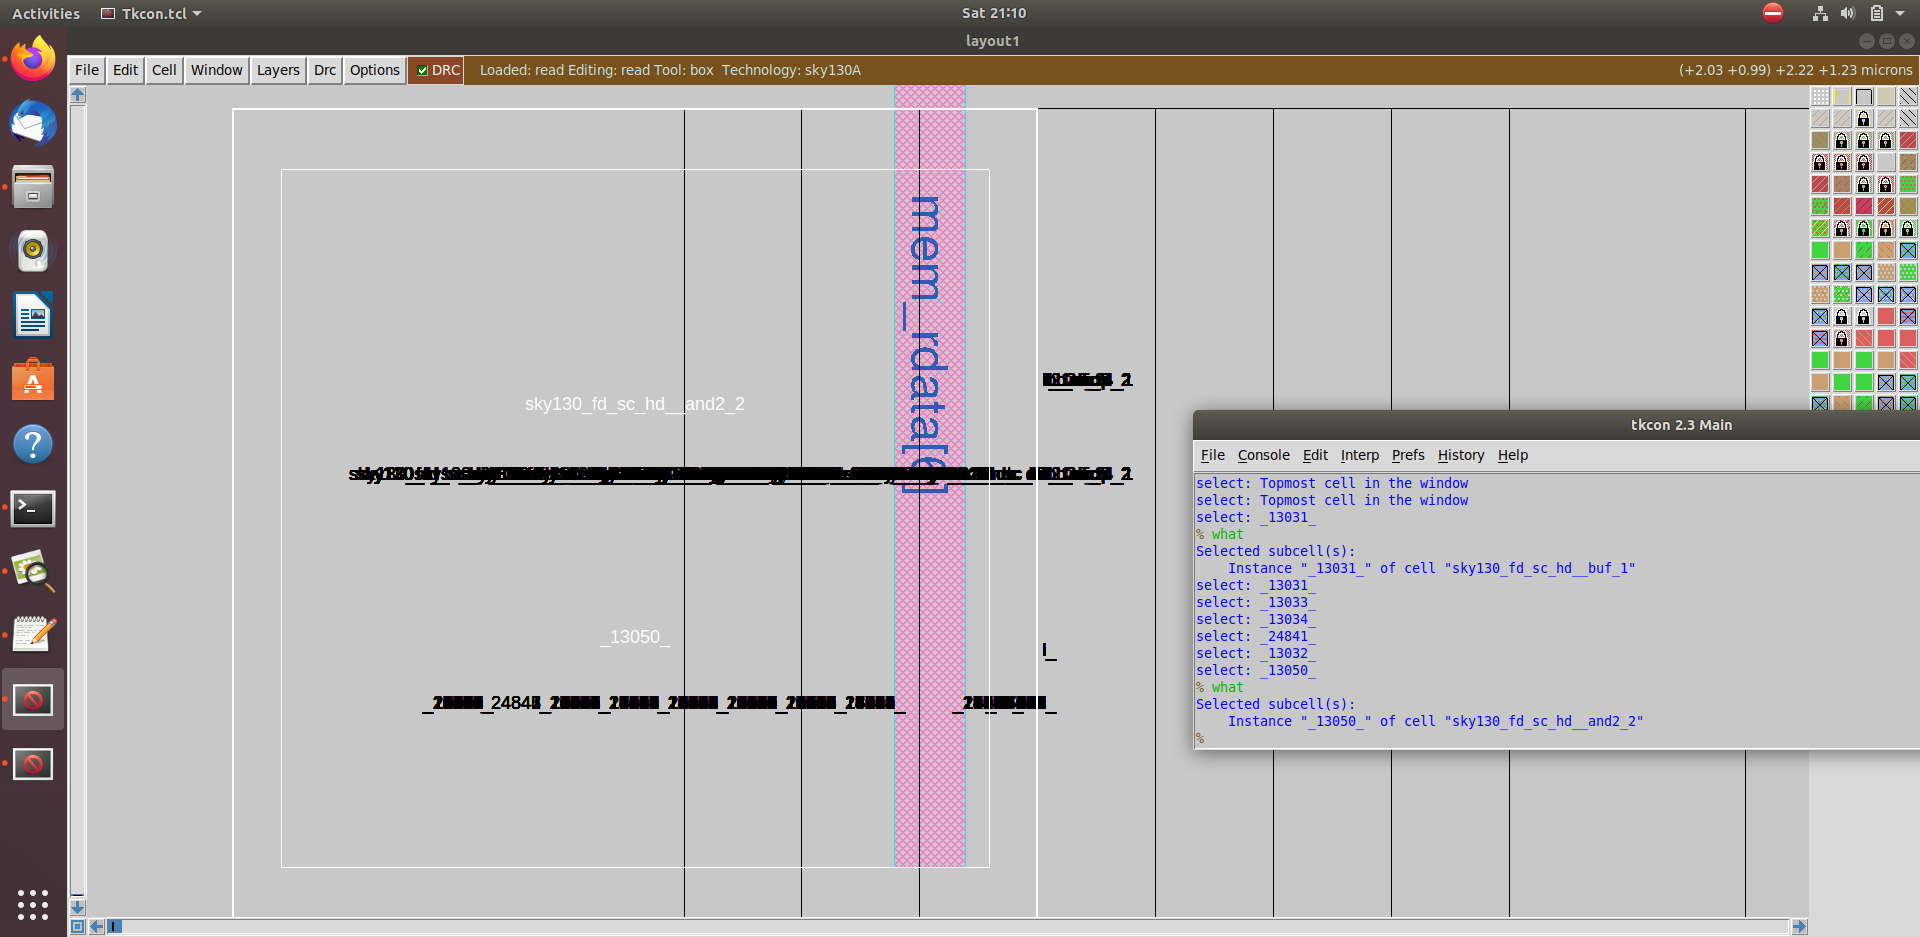 Activities
Tkcon.tcl
Sat 21:10
layout1
File Edit Cell Window Layers Drc Options DRC Loaded: read Editing: read Tool: box Technology: sky130A (+2.03 +0.99) +2.22 +1.23 microns
mem_rdata[6]
sky130_fd_sc_hd__and2_2
_13050_
tkcon 2.3 Main
File Console Edit Interp Prefs History Help
select: Topmost cell in the window
select: Topmost cell in the window
select: _13031_
% what
Selected subcell(s):
Instance "_13031_" of cell "sky130_fd_sc_hd__buf_1"
select: _13031_
select: _13033_
select: _13034_
select: _24841_
select: _13032_
select: _13050_
% what
Selected subcell(s):
Instance "_13050_" of cell "sky130_fd_sc_hd__and2_2"
%